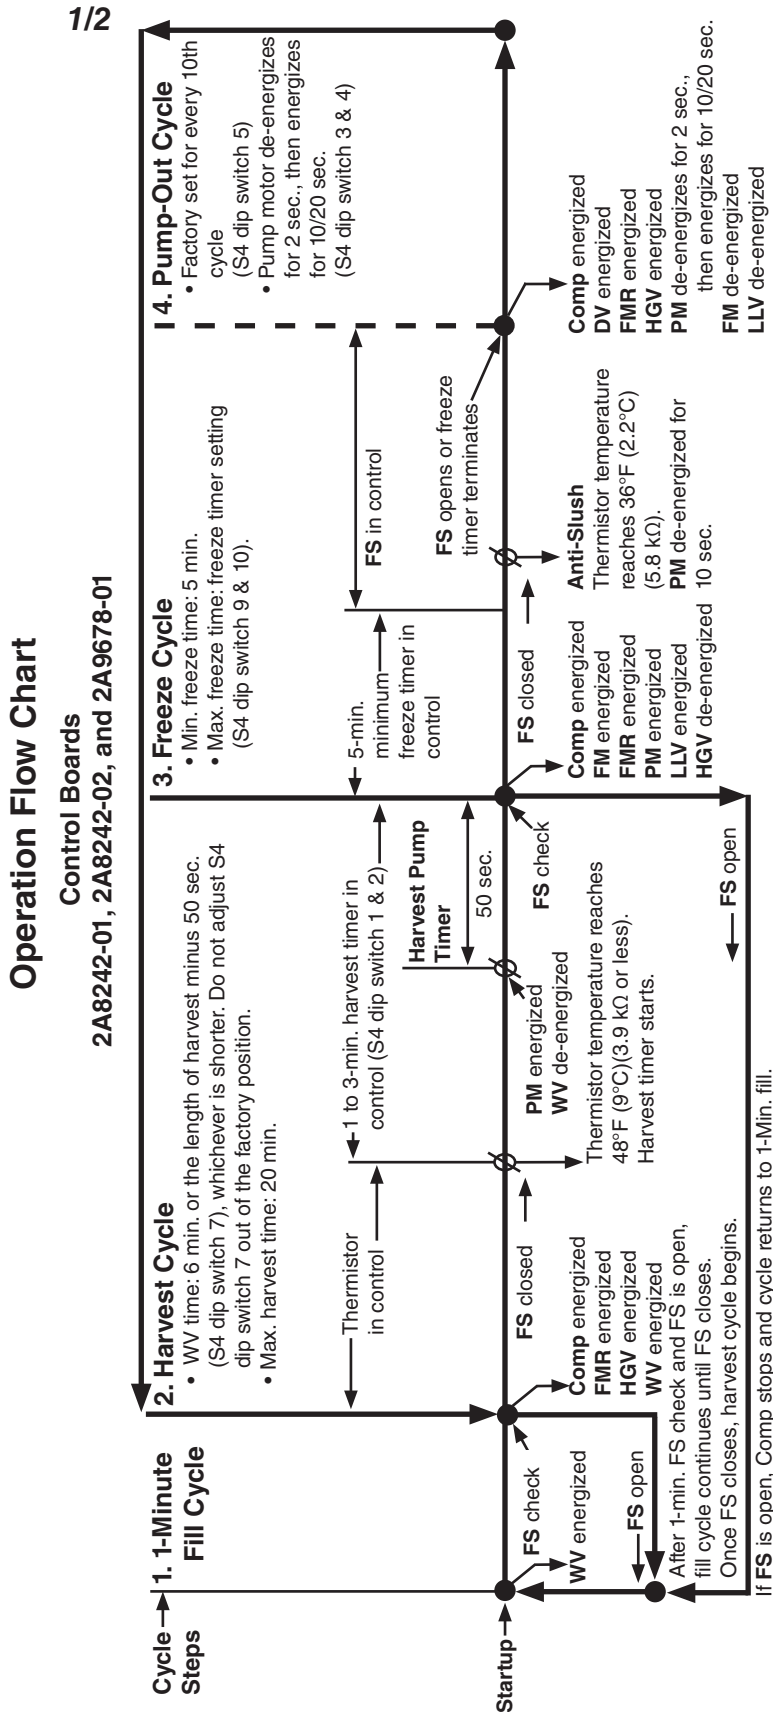 1/2
Operation Flow Chart
Control Boards
2A8242-01, 2A8242-02, and 2A9678-01
Cycle
Steps
1. 1-Minute
Fill Cycle
2. Harvest Cycle
• WV time: 6 min. or the length of harvest minus 50 sec.
(S4 dip switch 7), whichever is shorter. Do not adjust S4
dip switch 7 out of the factory position.
• Max. harvest time: 20 min.
3. Freeze Cycle
• Min. freeze time: 5 min.
• Max. freeze time: freeze timer setting
(S4 dip switch 9 & 10).
4. Pump-Out Cycle
• Factory set for every 10th
cycle
(S4 dip switch 5)
• Pump motor de-energizes
for 2 sec., then energizes
for 10/20 sec.
(S4 dip switch 3 & 4)
Thermistor
in control
1 to 3-min. harvest timer in
control (S4 dip switch 1 & 2)
Harvest Pump
Timer
50 sec.
5-min.
minimum
freeze timer in
control
FS in control
FS opens or freeze
timer terminates
Startup
FS check
WV energized
FS closed
Comp energized
FMR energized
HGV energized
WV energized
PM energized
WV de-energized
Thermistor temperature reaches
48°F (9°C)(3.9 kΩ or less).
Harvest timer starts.
FS check
FS closed
Comp energized
FM energized
FMR energized
PM energized
LLV energized
HGV de-energized
Anti-Slush
Thermistor temperature
reaches 36°F (2.2°C)
(5.8 kΩ).
PM de-energized for
10 sec.
Comp energized
DV energized
FMR energized
HGV energized
PM de-energizes for 2 sec.,
then energizes for 10/20 sec.
FM de-energized
LLV de-energized
FS open
After 1-min. FS check and FS is open,
fill cycle continues until FS closes.
Once FS closes, harvest cycle begins.
FS open
If FS is open, Comp stops and cycle returns to 1-Min. fill.